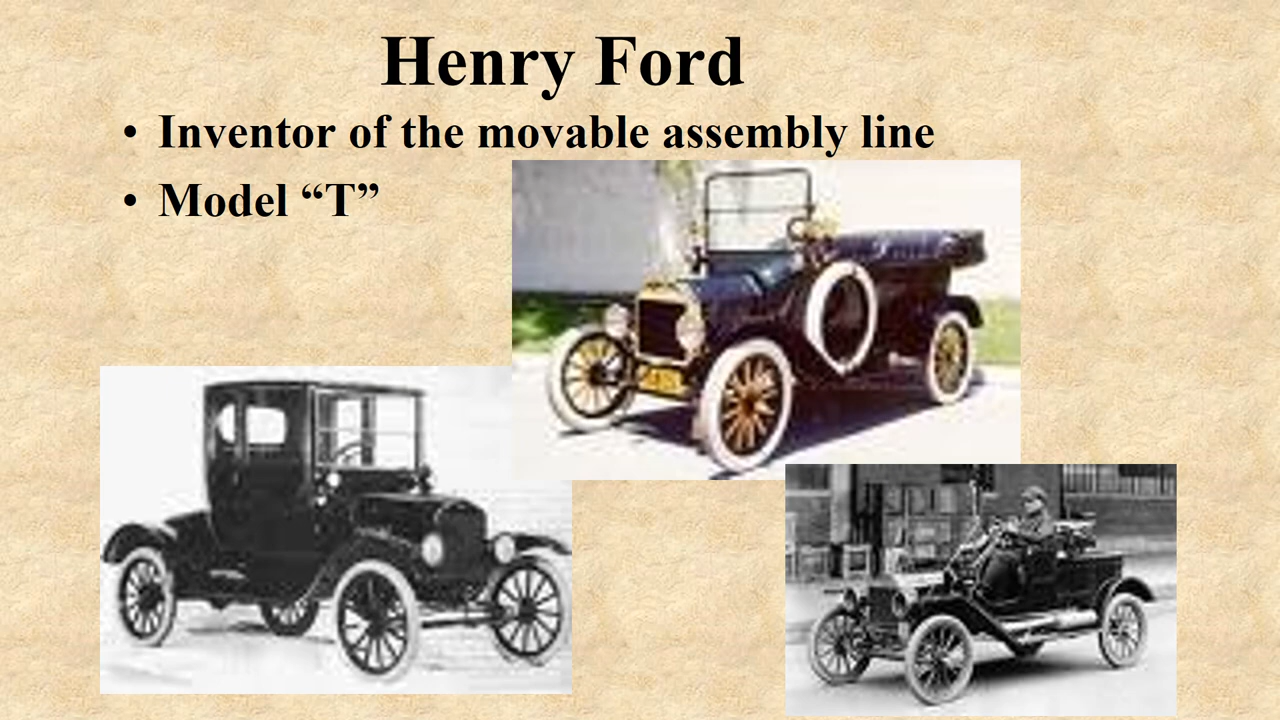 Henry Ford
• Inventor of the movable assembly line
• Model “T”